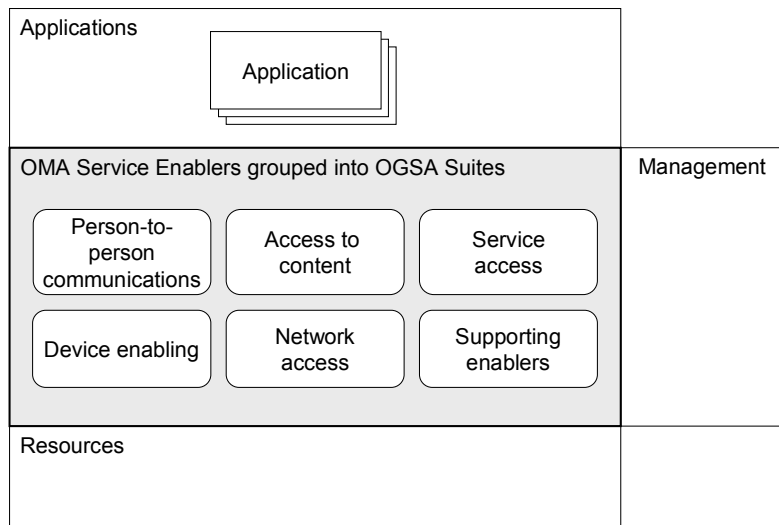 Applications
Application
OMA Service Enablers grouped into OGSA Suites
Management
Person-to-
person
communications
Access to
content
Service
access
Device enabling
Network
access
Supporting
enablers
Resources